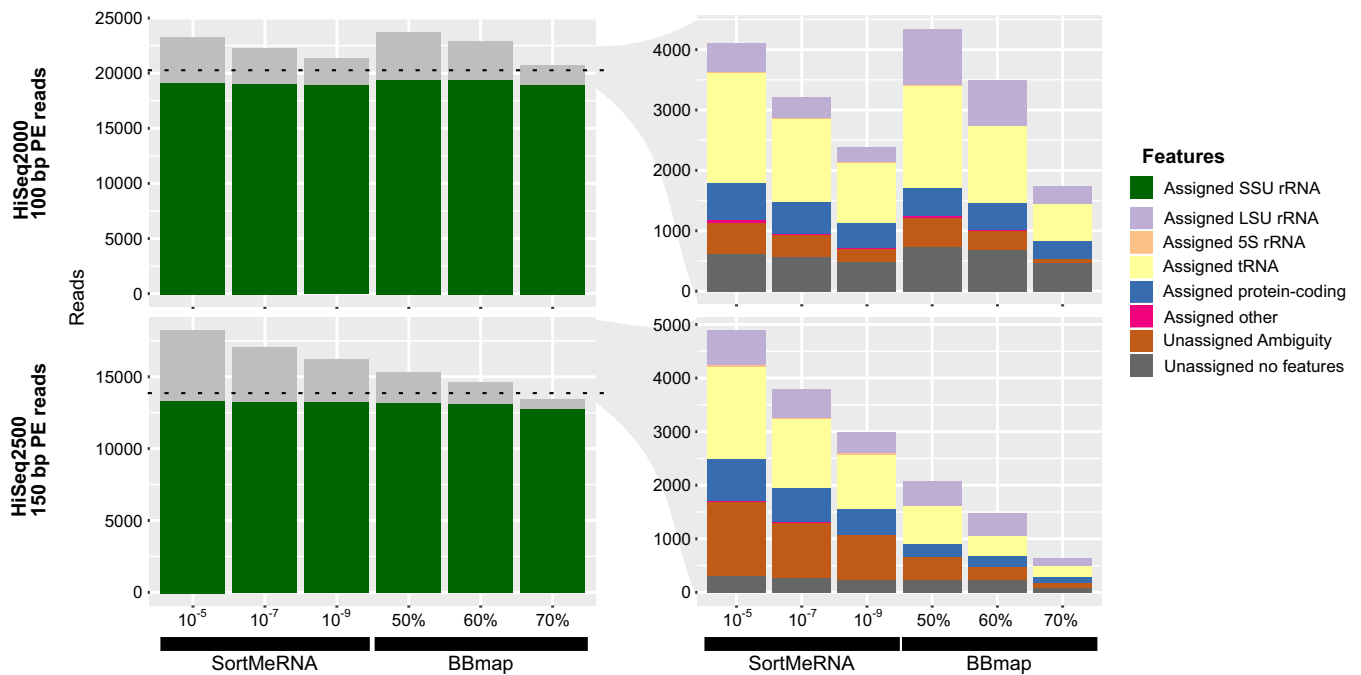 HiSeq2000
100 bp PE reads
HiSeq2500
150 bp PE reads
Reads
25000
20000
15000
10000
5000
0
15000
10000
5000
0
10-5
10-7
10-9
50%
60%
70%
SortMeRNA
BBmap
4000
3000
2000
1000
0
5000
4000
3000
2000
1000
0
10-5
10-7
10-9
50%
60%
70%
SortMeRNA
BBmap
Features
Assigned SSU rRNA
Assigned LSU rRNA
Assigned 5S rRNA
Assigned tRNA
Assigned protein-coding
Assigned other
Unassigned Ambiguity
Unassigned no features